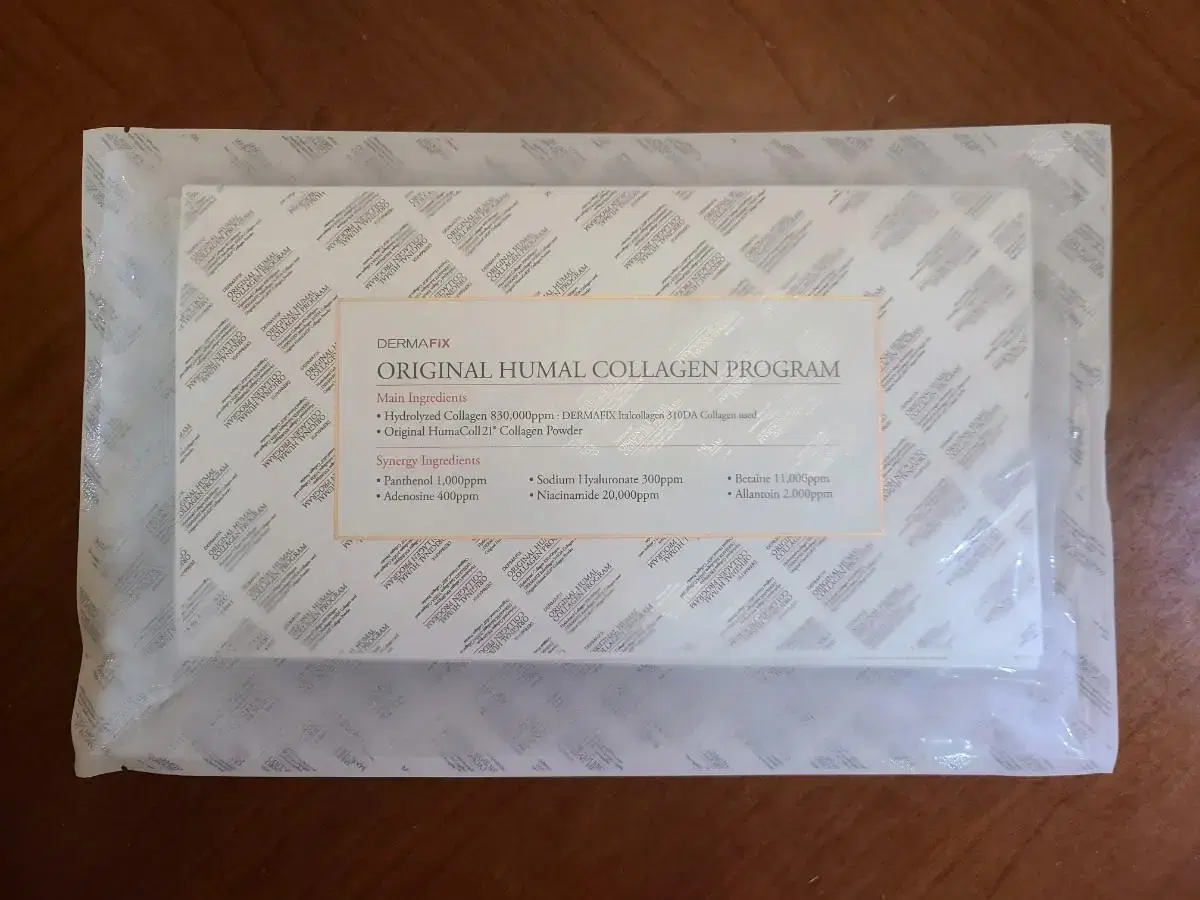 DERMAFIX
ORIGINAL HUMAL COLLAGEN PROGRAM
Main Ingredients
• Hydrolyzed Collagen 830,000ppm : DERMAFIX Italcollagen 310DA Collagen used
• Original HumaColl21® Collagen Powder
Synergy Ingredients
• Panthenol 1,000ppm • Sodium Hyaluronate 300ppm • Betaine 11,000ppm
• Adenosine 400ppm • Niacinamide 20,000ppm • Allantoin 2,000ppm